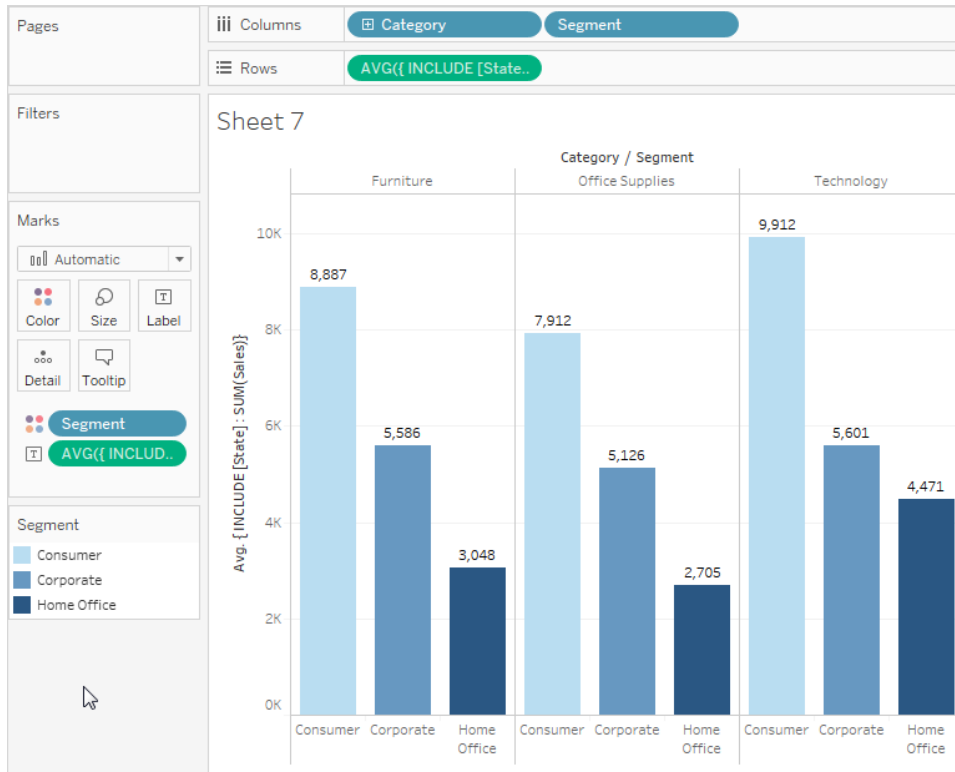 Pages
Columns
Category
Segment
Rows
AVG({ INCLUDE [State..
Filters
Marks
Automatic
Color
Size
Label
Detail
Tooltip
Segment
AVG({ INCLUD..
Segment
Consumer
Corporate
Home Office
Sheet 7
Category / Segment
Furniture
Office Supplies
Technology
Avg. { INCLUDE [State] : SUM(Sales)}
10K
8K
6K
4K
2K
0K
8,887
5,586
3,048
7,912
5,126
2,705
9,912
5,601
4,471
Consumer
Corporate
Home
Office
Consumer
Corporate
Home
Office
Consumer
Corporate
Home
Office